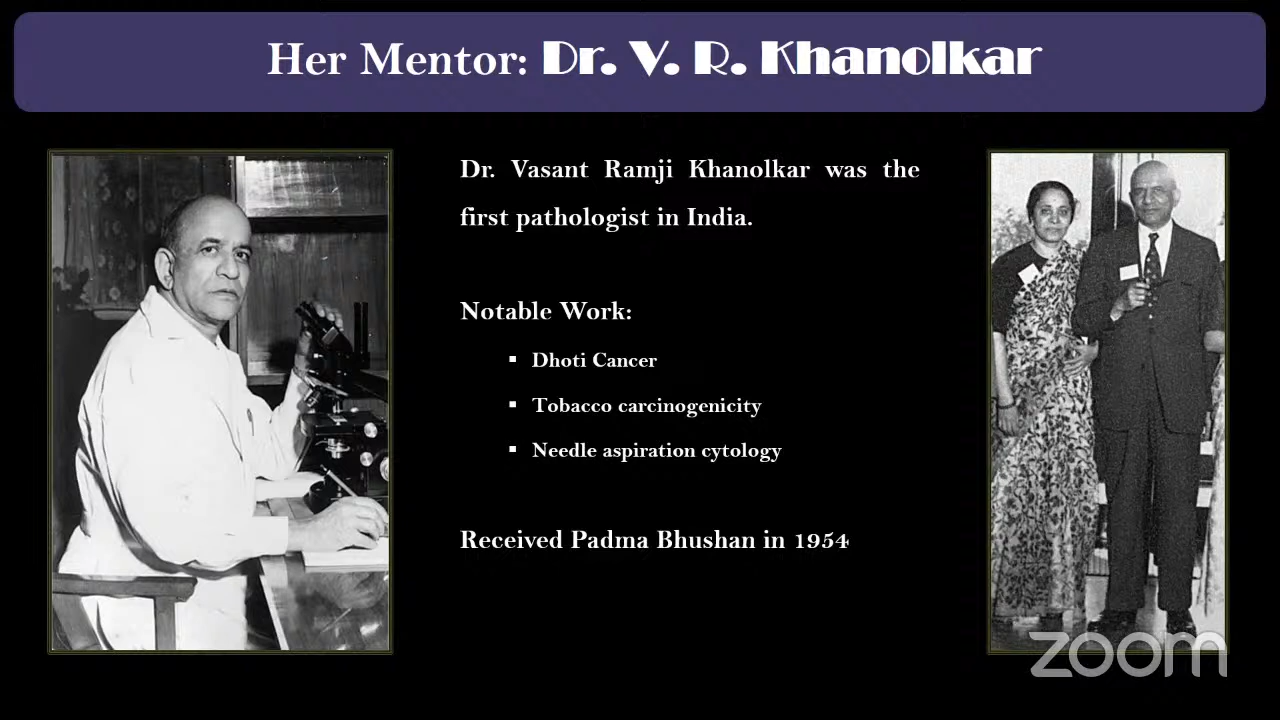 Her Mentor: Dr. V. R. Khanolkar
Dr. Vasant Ramji Khanolkar was the
first pathologist in India.
Notable Work:
▪ Dhoti Cancer
▪ Tobacco carcinogenicity
▪ Needle aspiration cytology
Received Padma Bhushan in 1954
zoom